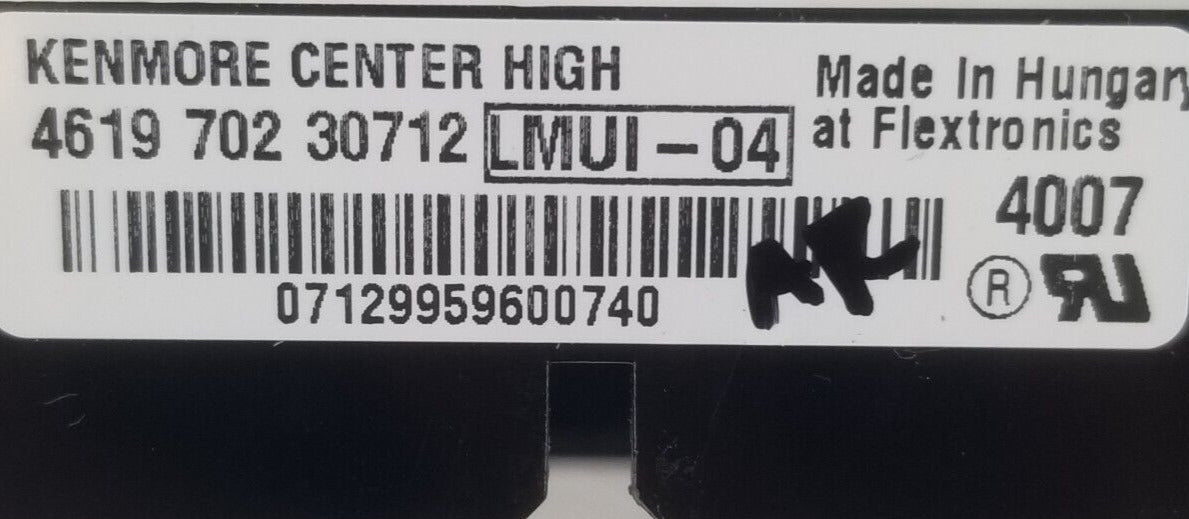 KENMORE CENTER HIGH
4619 702 30712 LMUI-04
Made In Hungary
at Flextronics
4007
07129959600740
®